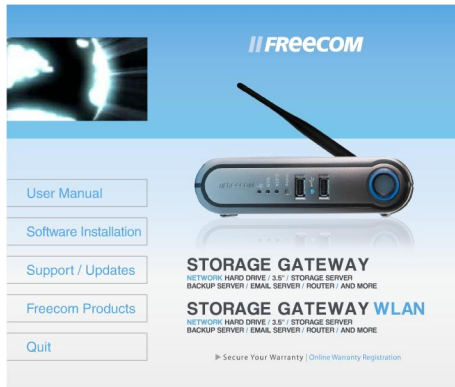 FREECOM
User Manual
Software Installation
Support / Updates
Freecom Products
Quit
FREECOM
STORAGE GATEWAY
NETWORK HARD DRIVE / 3.5" / STORAGE SERVER
BACKUP SERVER / EMAIL SERVER / ROUTER / AND MORE
STORAGE GATEWAY WLAN
NETWORK HARD DRIVE / 3.5" / STORAGE SERVER
BACKUP SERVER / EMAIL SERVER / ROUTER / AND MORE
Secure Your Warranty | Online Warranty Registration